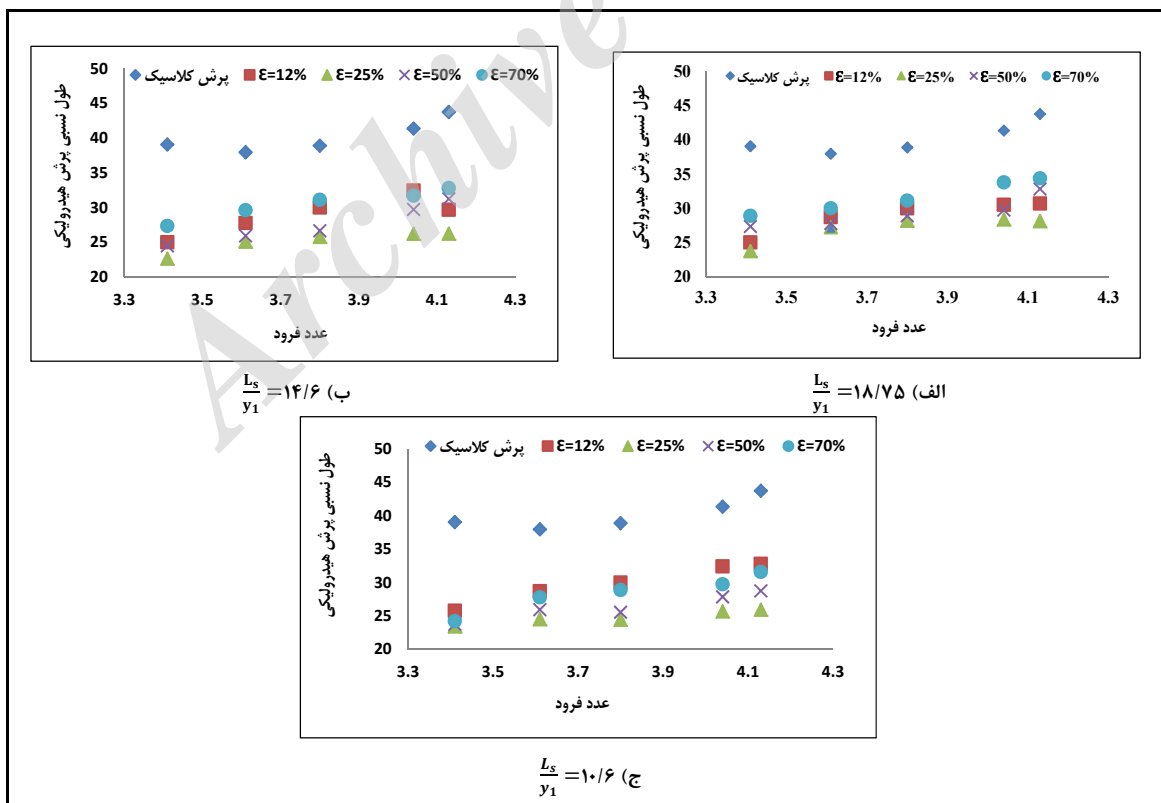 پرش کلاسیک Ɛ=12% Ɛ=25% Ɛ=50% Ɛ=70%
طول نسبی پرش هیدرولیکی
50
45
40
35
30
25
20
3.3 3.5 3.7 3.9 4.1 4.3
عدد فرود
الف) Ls/y1 =۱۸/۷۵
پرش کلاسیک Ɛ=12% Ɛ=25% Ɛ=50% Ɛ=70%
طول نسبی پرش هیدرولیکی
50
45
40
35
30
25
20
3.3 3.5 3.7 3.9 4.1 4.3
عدد فرود
ب) Ls/y1 =۱۴/۶
پرش کلاسیک Ɛ=12% Ɛ=25% Ɛ=50% Ɛ=70%
طول نسبی پرش هیدرولیکی
50
45
40
35
30
25
20
3.3 3.5 3.7 3.9 4.1 4.3
عدد فرود
ج) Ls/y1 =۱۰/۶
Archive